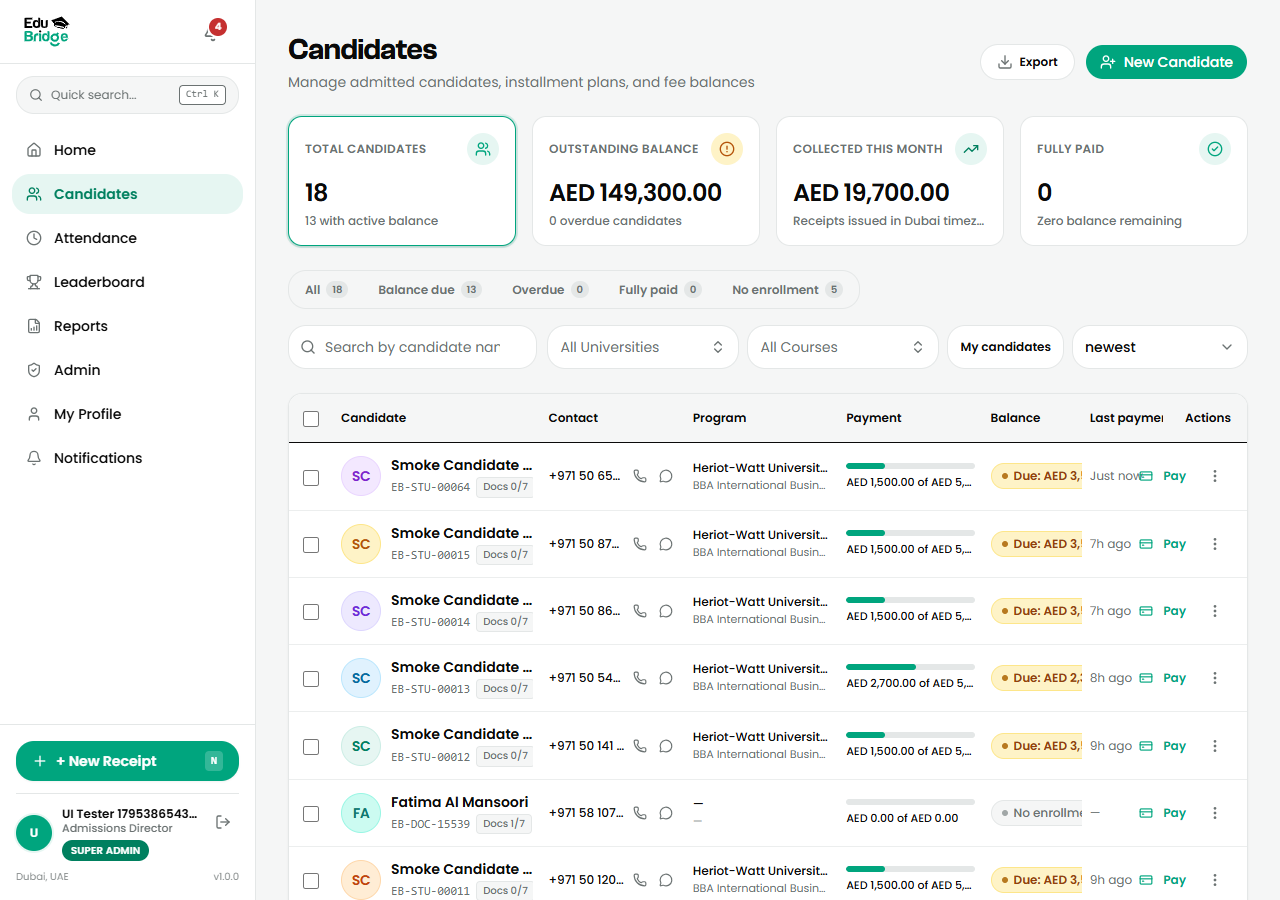 Edu
Bridge
4
Quick search...
Ctrl K
Home
Candidates
Attendance
Leaderboard
Reports
Admin
My Profile
Notifications
+ New Receipt
N
U
UI Tester 1795386543...
Admissions Director
SUPER ADMIN
Dubai, UAE
v1.0.0
Candidates
Manage admitted candidates, installment plans, and fee balances
Export
New Candidate
TOTAL CANDIDATES
18
13 with active balance
OUTSTANDING BALANCE
AED 149,300.00
0 overdue candidates
COLLECTED THIS MONTH
AED 19,700.00
Receipts issued in Dubai timez...
FULLY PAID
0
Zero balance remaining
All 18 Balance due 13 Overdue 0 Fully paid 0 No enrollment 5
Search by candidate nar
All Universities
All Courses
My candidates
newest
Candidate Contact Program Payment Balance Last paymer Actions
SC
Smoke Candidate ...
EB-STU-00064 Docs 0/7
+971 50 65...
Heriot-Watt Universit...
BBA International Busin...
AED 1,500.00 of AED 5,...
Due: AED 3,
Just now
Pay
SC
Smoke Candidate ...
EB-STU-00015 Docs 0/7
+971 50 87...
Heriot-Watt Universit...
BBA International Busin...
AED 1,500.00 of AED 5,...
Due: AED 3,
7h ago
Pay
SC
Smoke Candidate ...
EB-STU-00014 Docs 0/7
+971 50 86...
Heriot-Watt Universit...
BBA International Busin...
AED 1,500.00 of AED 5,...
Due: AED 3,
7h ago
Pay
SC
Smoke Candidate ...
EB-STU-00013 Docs 0/7
+971 50 54...
Heriot-Watt Universit...
BBA International Busin...
AED 2,700.00 of AED 5,...
Due: AED 2,
8h ago
Pay
SC
Smoke Candidate ...
EB-STU-00012 Docs 0/7
+971 50 141 ...
Heriot-Watt Universit...
BBA International Busin...
AED 1,500.00 of AED 5,...
Due: AED 3,
9h ago
Pay
FA
Fatima Al Mansoori
EB-DOC-15539 Docs 1/7
+971 58 107...
—
—
AED 0.00 of AED 0.00
No enrollme
—
Pay
SC
Smoke Candidate ...
EB-STU-00011 Docs 0/7
+971 50 120...
Heriot-Watt Universit...
BBA International Busin...
AED 1,500.00 of AED 5,...
Due: AED 3,
9h ago
Pay